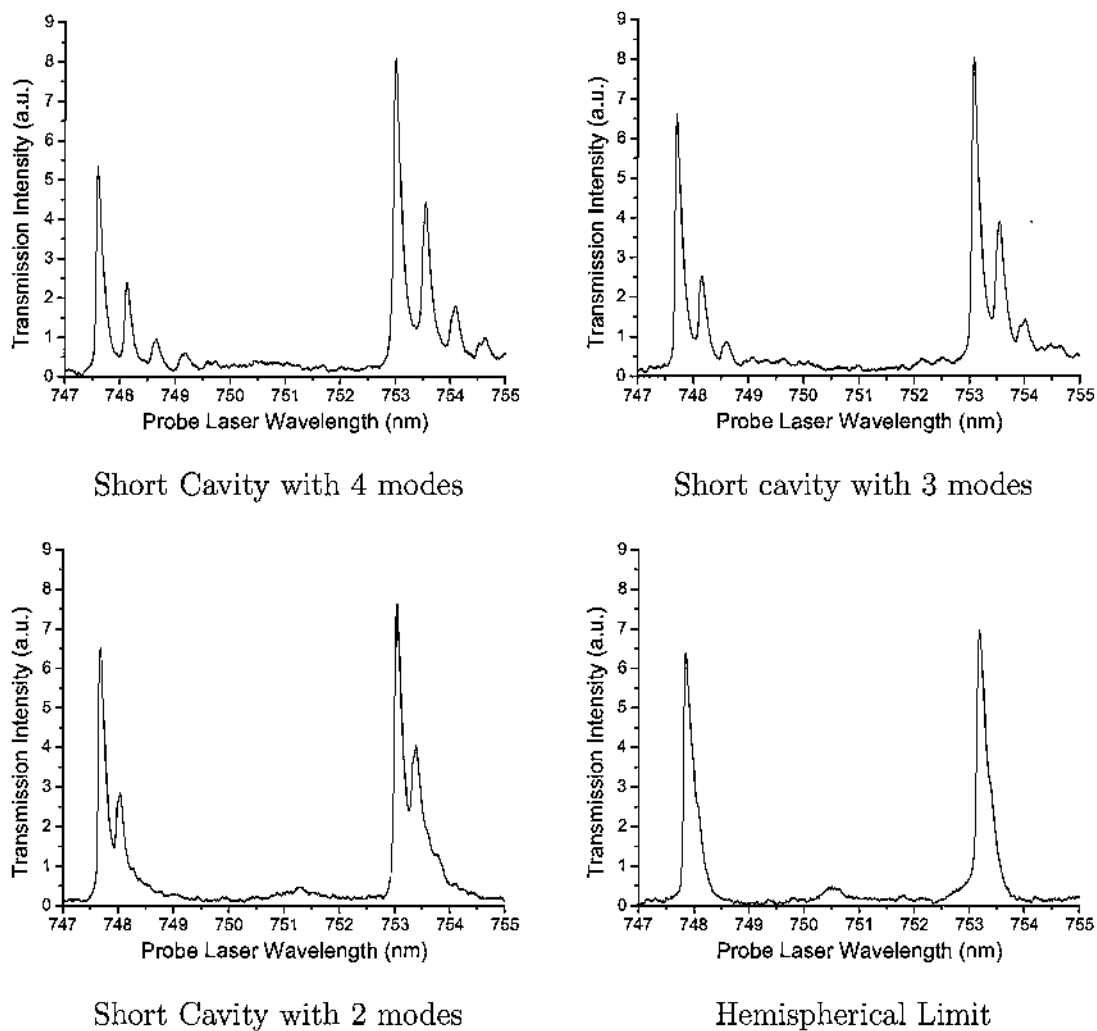 9
8
7
6
5
4
3
2
1
0
Transmission Intensity (a.u.)
747 748 749 750 751 752 753 754 755
Probe Laser Wavelength (nm)
Short Cavity with 4 modes
9
8
7
6
5
4
3
2
1
0
Transmission Intensity (a.u.)
747 748 749 750 751 752 753 754 755
Probe Laser Wavelength (nm)
Short cavity with 3 modes
9
8
7
6
5
4
3
2
1
0
Transmission Intensity (a.u.)
747 748 749 750 751 752 753 754 755
Probe Laser Wavelength (nm)
Short Cavity with 2 modes
9
8
7
6
5
4
3
2
1
0
Transmission Intensity (a.u.)
747 748 749 750 751 752 753 754 755
Probe Laser Wavelength (nm)
Hemispherical Limit